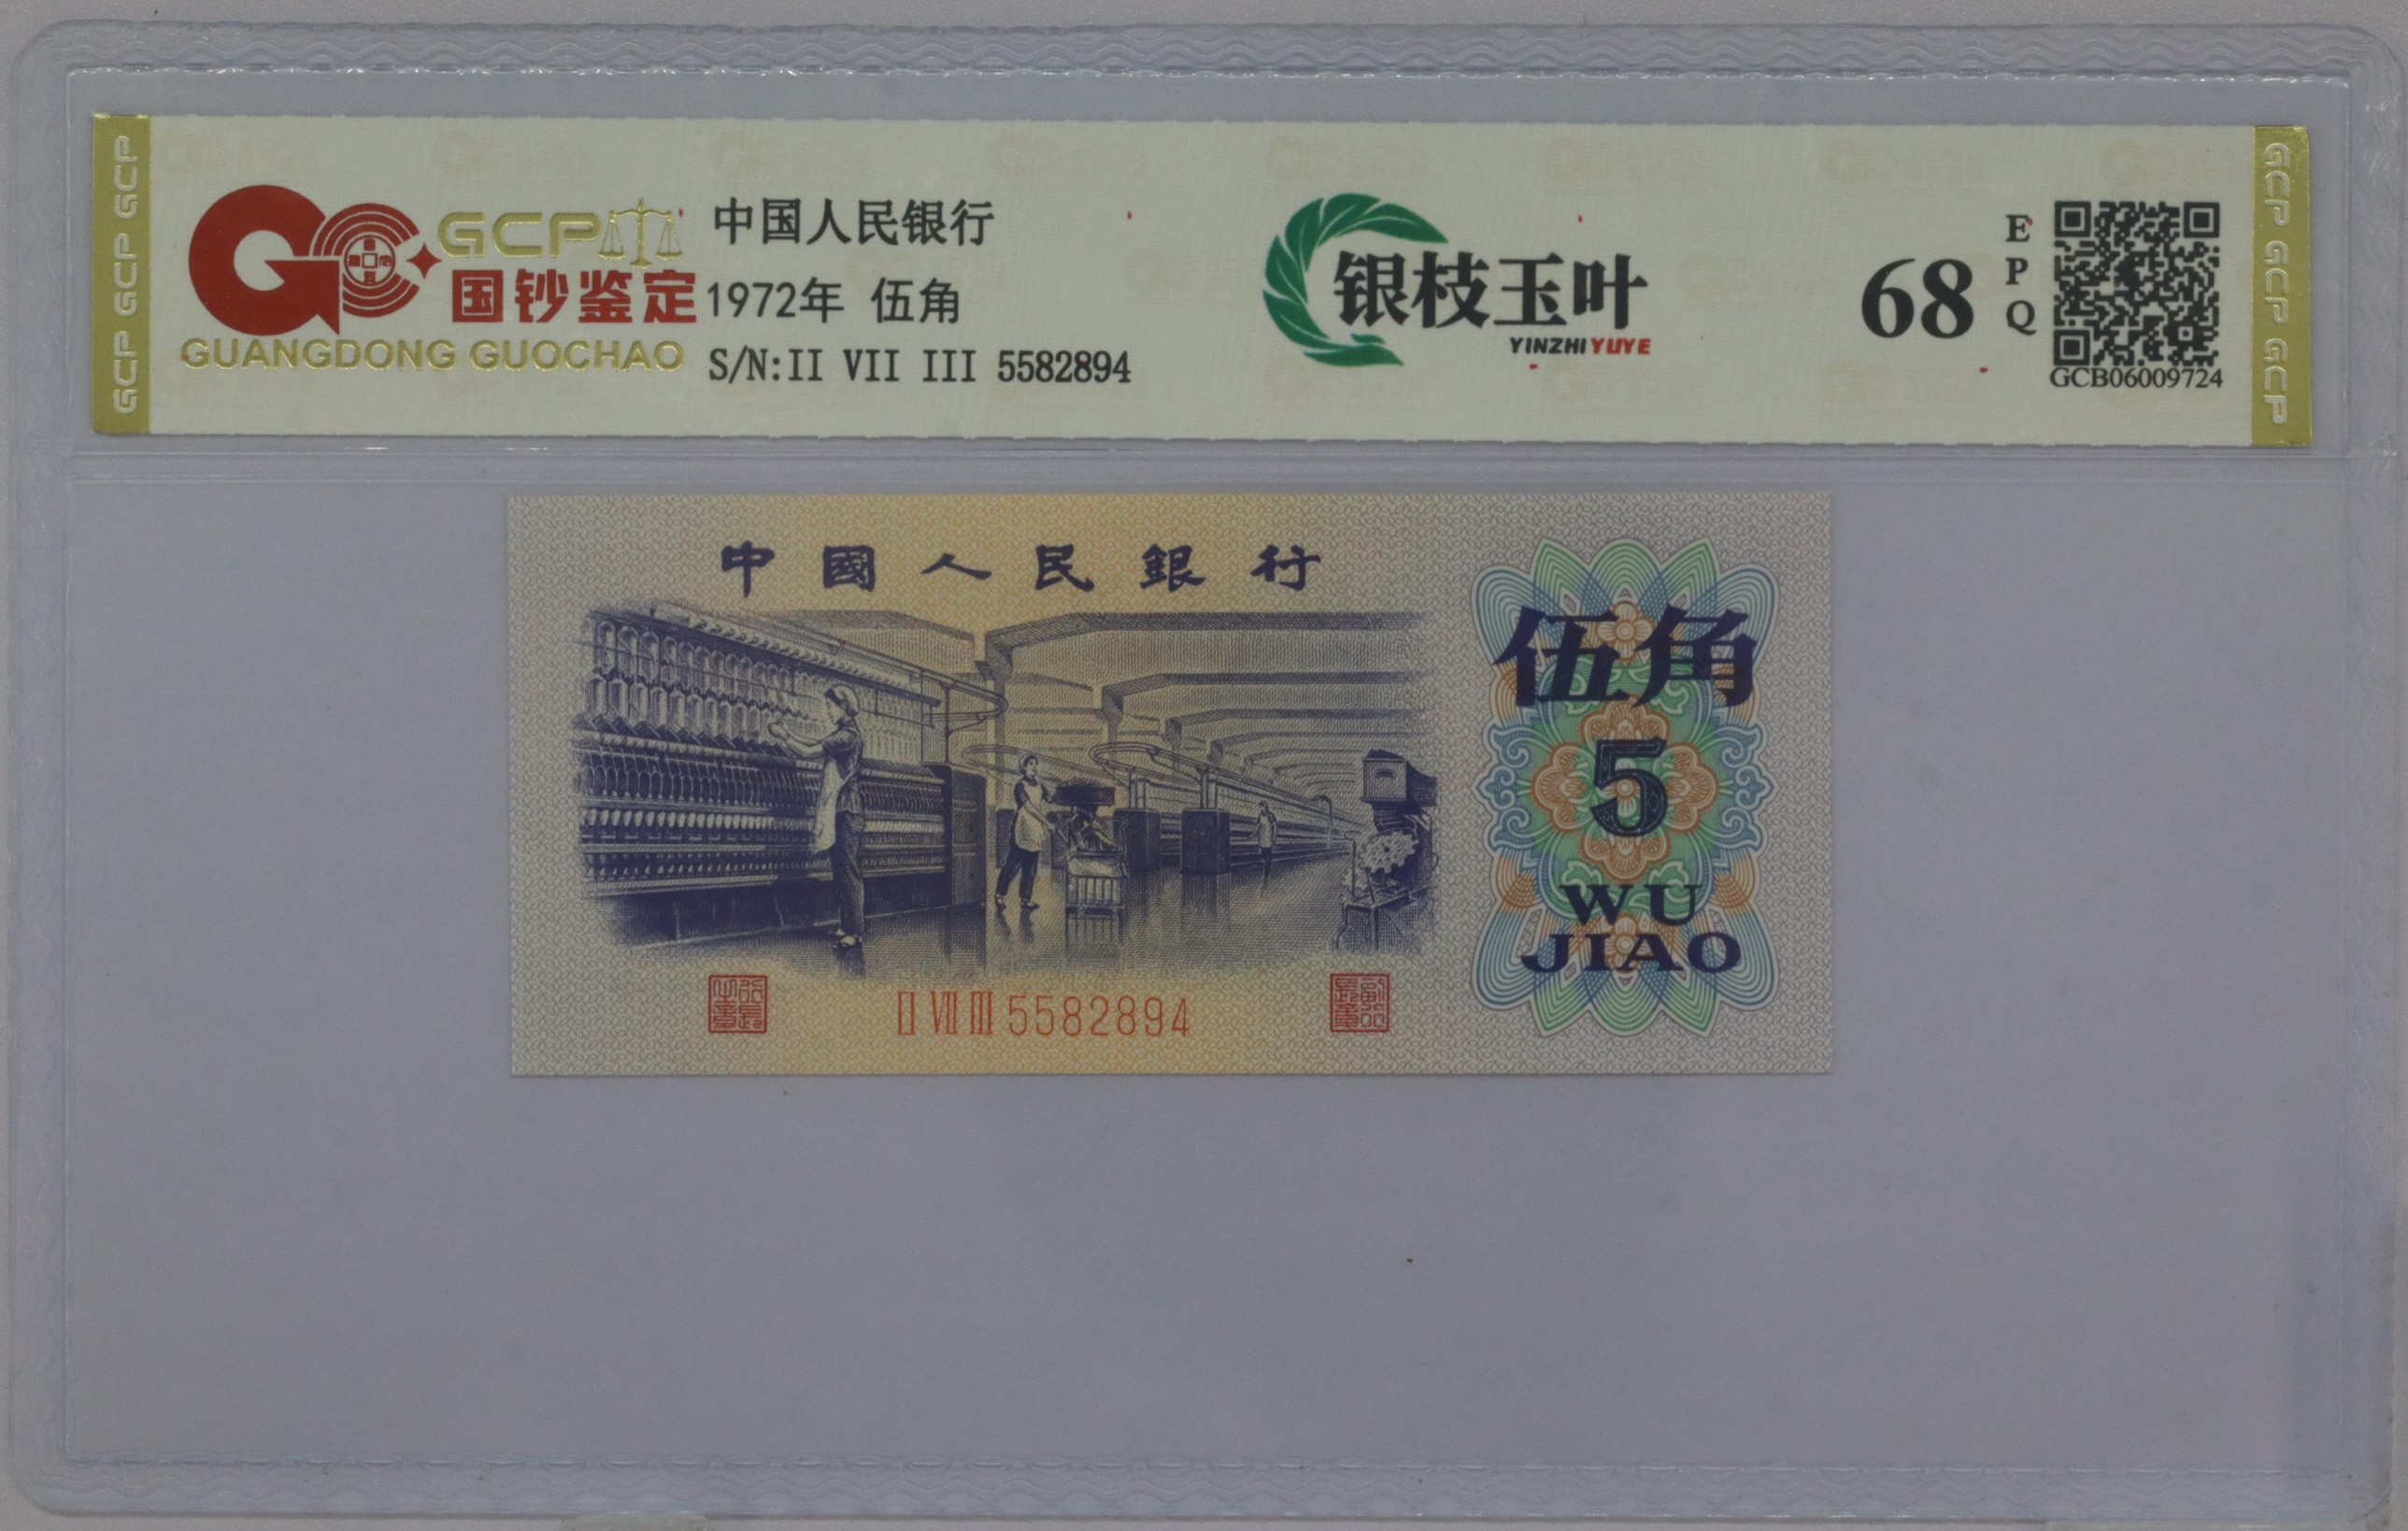 GCP GCP GCP
GCP
国钞鉴定
GUANGDONG GUOCHAO
中国人民银行
1972年 伍角
S/N:II VII III 5582894
银枝玉叶
YINZHI YUYE
68
EPQ
GCB06009724
GCP GCP GCP
中國人民銀行
伍角
5
WU
JIAO
II VII III 5582894